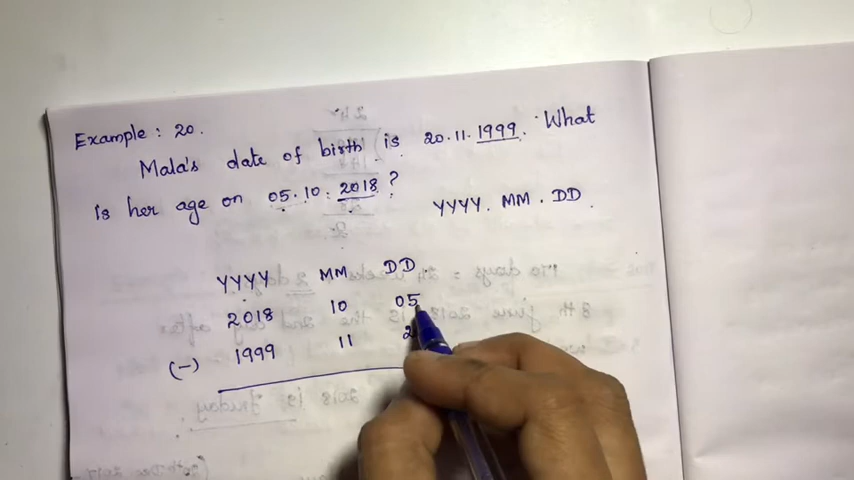 Example : 20.
Mala's date of birth is 20.11.1999. What
is her age on 05.10.2018?
YYYY. MM. DD.
YYYY MM DD
2018 10 05
(-) 1999 11 2